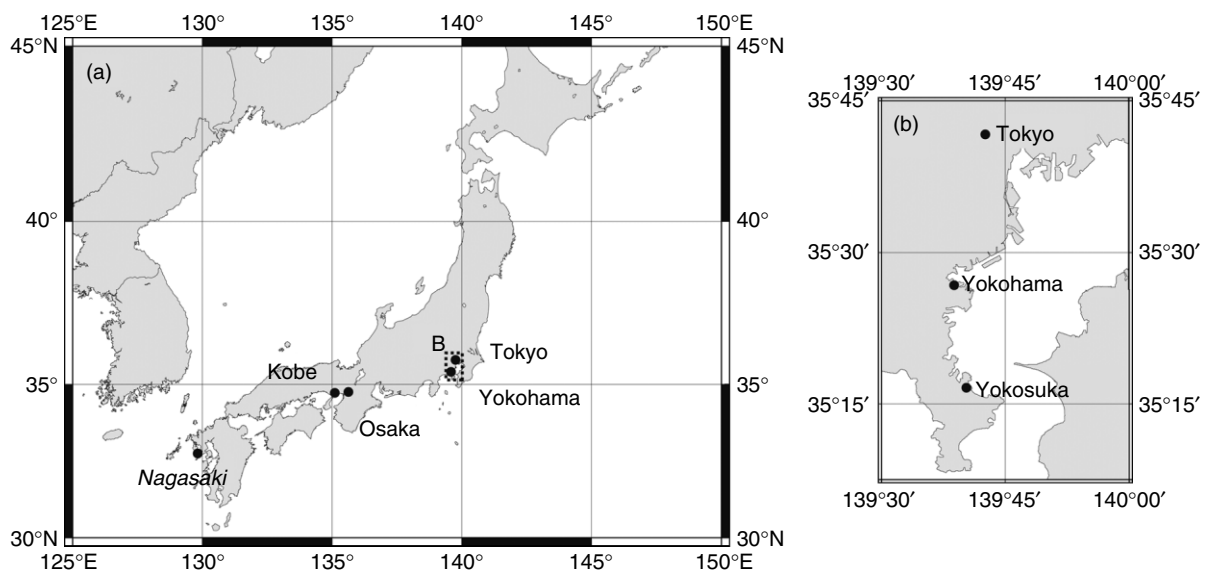 125°E 130° 135° 140° 145° 150°E
45°N 45°N
(a)
40° 40°
B
Tokyo
Kobe
35° 35°
Yokohama
Osaka
Nagasaki
30°N 30°N
125°E 130° 135° 140° 145° 150°E
139°30′ 139°45′ 140°00′
35°45′ 35°45′
(b)
Tokyo
35°30′ 35°30′
Yokohama
Yokosuka
35°15′ 35°15′
139°30′ 139°45′ 140°00′